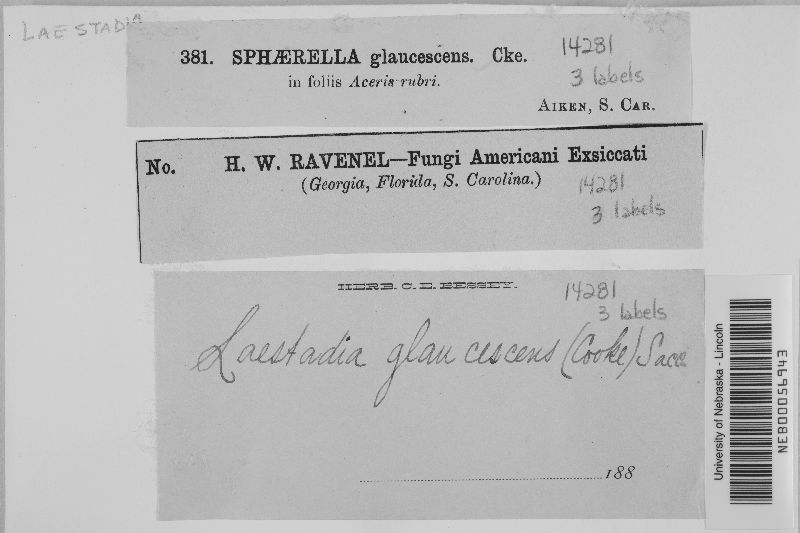 LAESTADIA
381. SPHÆRELLA glaucescens. Cke.
in foliis Aceris rubri.
AIKEN, S. CAR.
14281
3 labels
No. H. W. RAVENEL—Fungi Americani Exsiccati
(Georgia, Florida, S. Carolina.)
14281
3 labels
HERB. C. E. BESSEY.
14281
3 labels
Laestadia glaucescens (Cooke) Sacc
188
University of Nebraska - Lincoln
NEB00056943